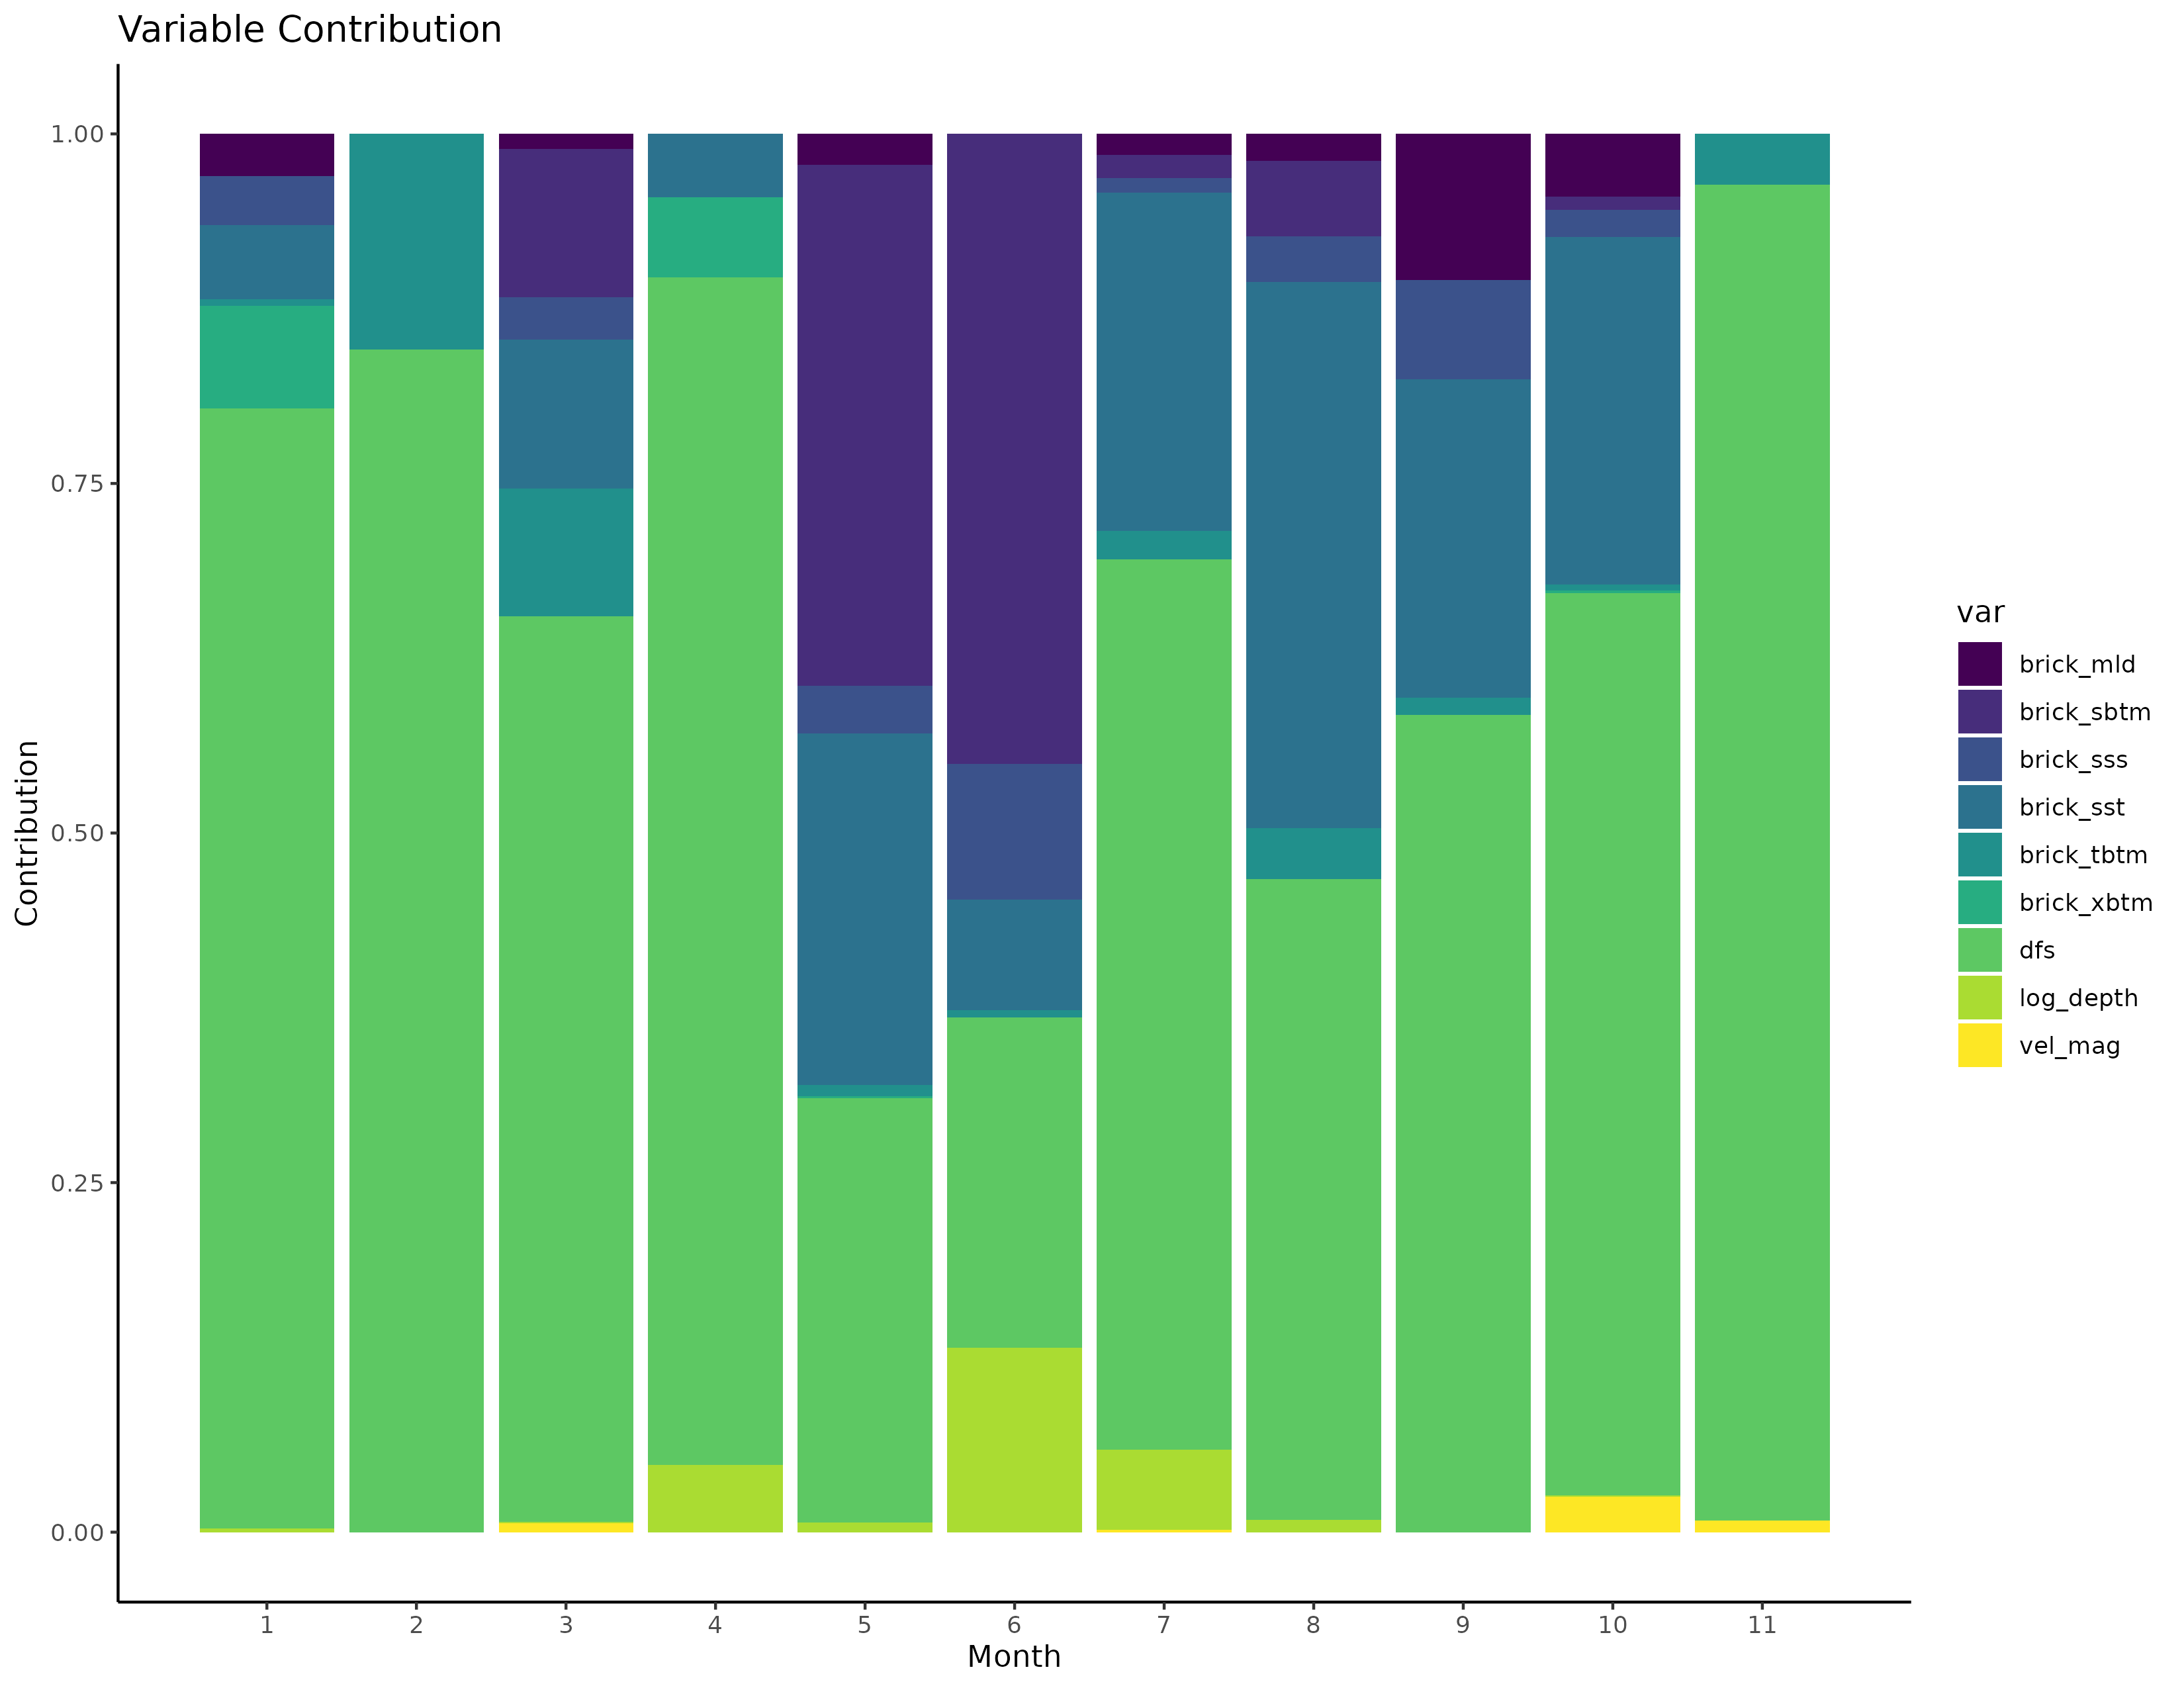 Variable Contribution
1.00
0.75
0.50
0.25
0.00
Contribution
1 2 3 4 5 6 7 8 9 10 11
Month
var
brick_mld
brick_sbtm
brick_sss
brick_sst
brick_tbtm
brick_xbtm
dfs
log_depth
vel_mag